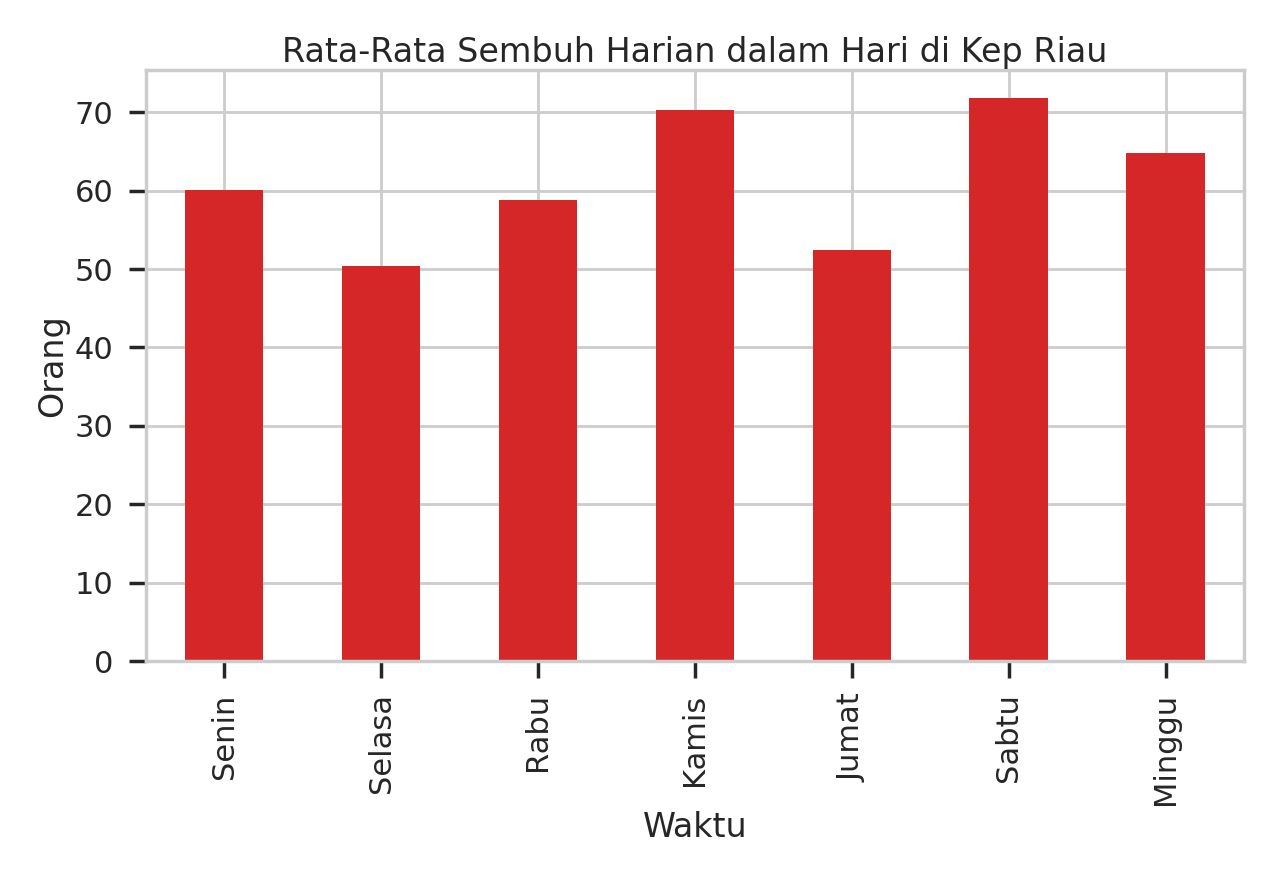 Rata-Rata Sembuh Harian dalam Hari di Kep Riau
Orang
70
60
50
40
30
20
10
0
Senin
Selasa
Rabu
Kamis
Jumat
Sabtu
Minggu
Waktu